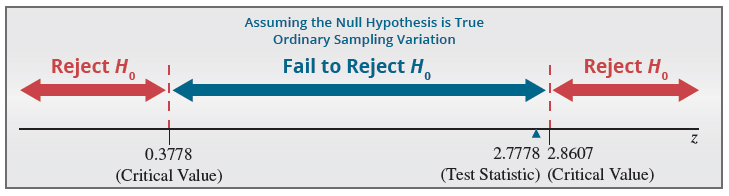 Assuming the Null Hypothesis is True
Ordinary Sampling Variation
Reject H₀ Fail to Reject H₀ Reject H₀
z
0.3778 2.7778 2.8607
(Critical Value) (Test Statistic) (Critical Value)